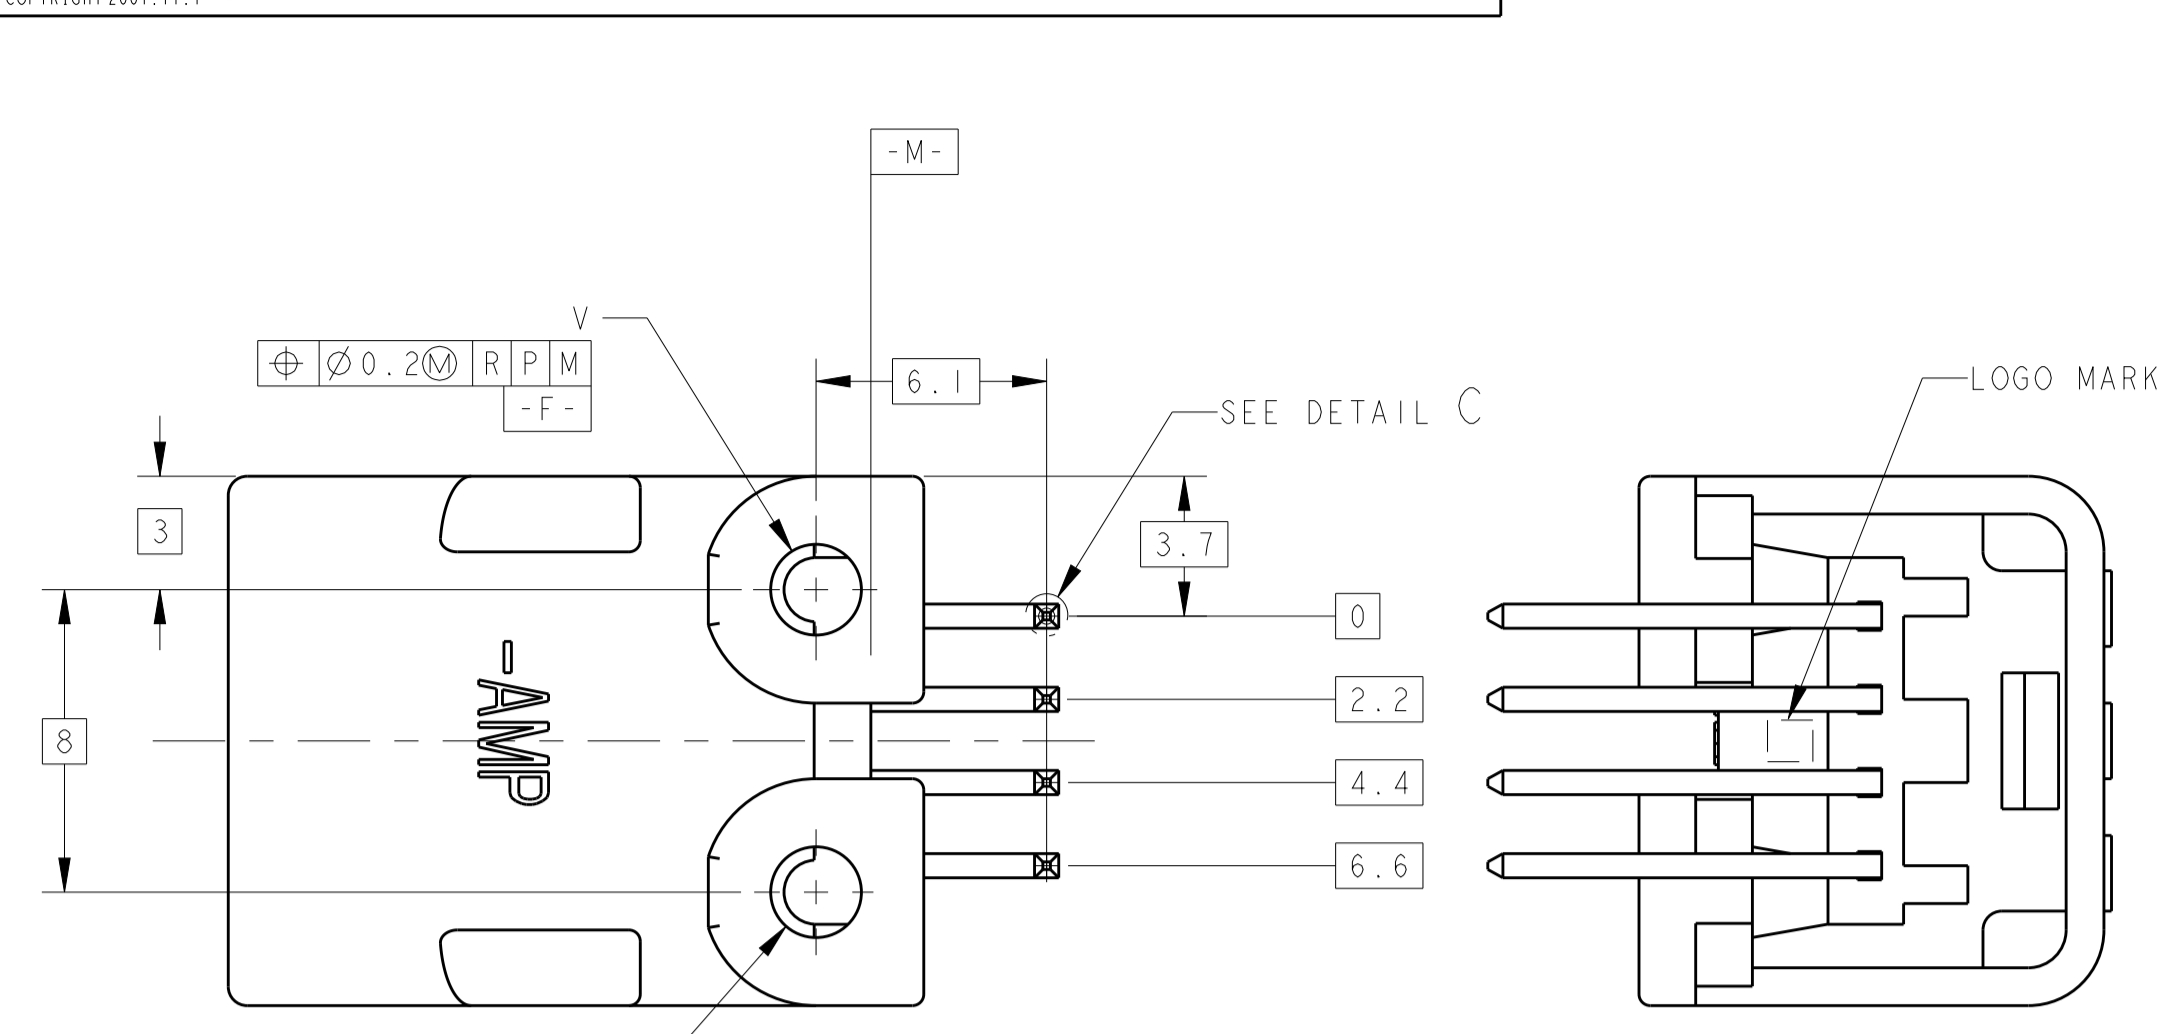 -M-
V
⌖ Ø0.2Ⓜ R P M
-F-
6.1
SEE DETAIL C
LOGO MARK
3
3.7
0
2.2
-AMP
8
4.4
6.6